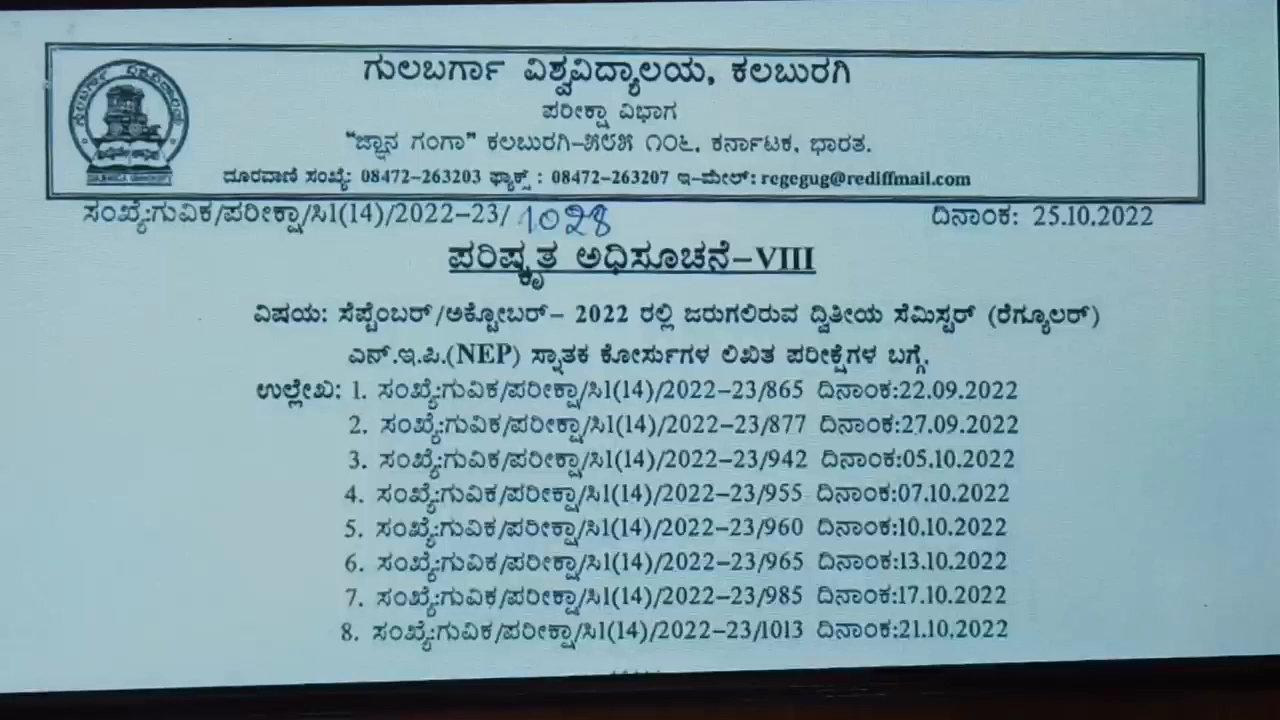 ಗುಲಬರ್ಗಾ ವಿಶ್ವವಿದ್ಯಾಲಯ, ಕಲಬುರಗಿ
ಪರೀಕ್ಷಾ ವಿಭಾಗ
“ಜ್ಞಾನ ಗಂಗಾ” ಕಲಬುರಗಿ–೫೮೫ ೧೦೬, ಕರ್ನಾಟಕ, ಭಾರತ.
ದೂರವಾಣಿ ಸಂಖ್ಯೆ: 08472-263203 ಫ್ಯಾಕ್ಸ್ : 08472-263207 ಇ-ಮೇಲ್: regegug@rediffmail.com
ಸಂಖ್ಯೆ:ಗುವಿಕ/ಪರೀಕ್ಷಾ/ಸಿ1(14)/2022-23/ 1028 ದಿನಾಂಕ: 25.10.2022
ಪರಿಷ್ಕೃತ ಅಧಿಸೂಚನೆ–VIII
ವಿಷಯ: ಸೆಪ್ಟೆಂಬರ್/ಅಕ್ಟೋಬರ್– 2022 ರಲ್ಲಿ ಜರುಗಲಿರುವ ದ್ವಿತೀಯ ಸೆಮಿಸ್ಟರ್ (ರೆಗ್ಯೂಲರ್)
ಎನ್.ಇ.ಪಿ.(NEP) ಸ್ನಾತಕ ಕೋರ್ಸುಗಳ ಲಿಖಿತ ಪರೀಕ್ಷೆಗಳ ಬಗ್ಗೆ.
ಉಲ್ಲೇಖ: 1. ಸಂಖ್ಯೆ:ಗುವಿಕ/ಪರೀಕ್ಷಾ/ಸಿ1(14)/2022-23/865 ದಿನಾಂಕ:22.09.2022
2. ಸಂಖ್ಯೆ:ಗುವಿಕ/ಪರೀಕ್ಷಾ/ಸಿ1(14)/2022-23/877 ದಿನಾಂಕ:27.09.2022
3. ಸಂಖ್ಯೆ:ಗುವಿಕ/ಪರೀಕ್ಷಾ/ಸಿ1(14)/2022-23/942 ದಿನಾಂಕ:05.10.2022
4. ಸಂಖ್ಯೆ:ಗುವಿಕ/ಪರೀಕ್ಷಾ/ಸಿ1(14)/2022-23/955 ದಿನಾಂಕ:07.10.2022
5. ಸಂಖ್ಯೆ:ಗುವಿಕ/ಪರೀಕ್ಷಾ/ಸಿ1(14)/2022-23/960 ದಿನಾಂಕ:10.10.2022
6. ಸಂಖ್ಯೆ:ಗುವಿಕ/ಪರೀಕ್ಷಾ/ಸಿ1(14)/2022-23/965 ದಿನಾಂಕ:13.10.2022
7. ಸಂಖ್ಯೆ:ಗುವಿಕ/ಪರೀಕ್ಷಾ/ಸಿ1(14)/2022-23/985 ದಿನಾಂಕ:17.10.2022
8. ಸಂಖ್ಯೆ:ಗುವಿಕ/ಪರೀಕ್ಷಾ/ಸಿ1(14)/2022-23/1013 ದಿನಾಂಕ:21.10.2022